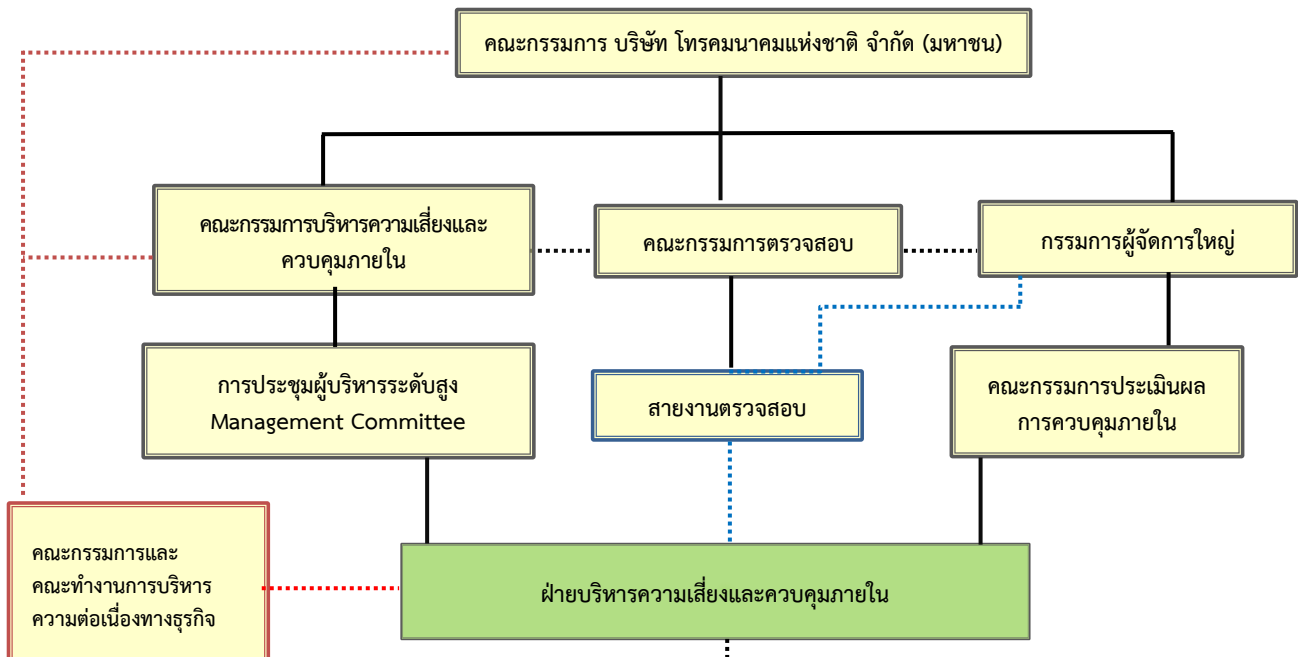 คณะกรรมการ บริษัท โทรคมนาคมแห่งชาติ จำกัด (มหาชน)
คณะกรรมการบริหารความเสี่ยงและ
ควบคุมภายใน
คณะกรรมการตรวจสอบ
กรรมการผู้จัดการใหญ่
การประชุมผู้บริหารระดับสูง
Management Committee
สายงานตรวจสอบ
คณะกรรมการประเมินผล
การควบคุมภายใน
คณะกรรมการและ
คณะทำงานการบริหาร
ความต่อเนื่องทางธุรกิจ
ฝ่ายบริหารความเสี่ยงและควบคุมภายใน